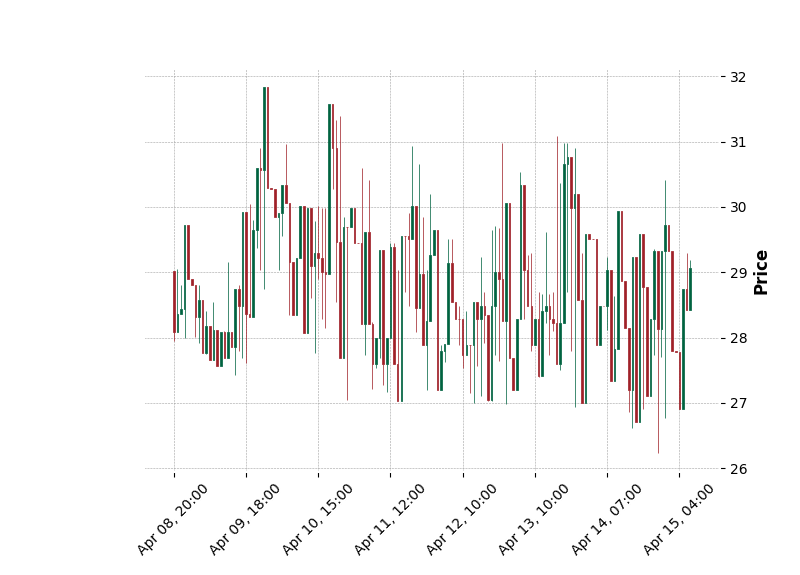 32
31
30
29
28
27
26
Price
Apr 08, 20:00
Apr 09, 18:00
Apr 10, 15:00
Apr 11, 12:00
Apr 12, 10:00
Apr 13, 10:00
Apr 14, 07:00
Apr 15, 04:00